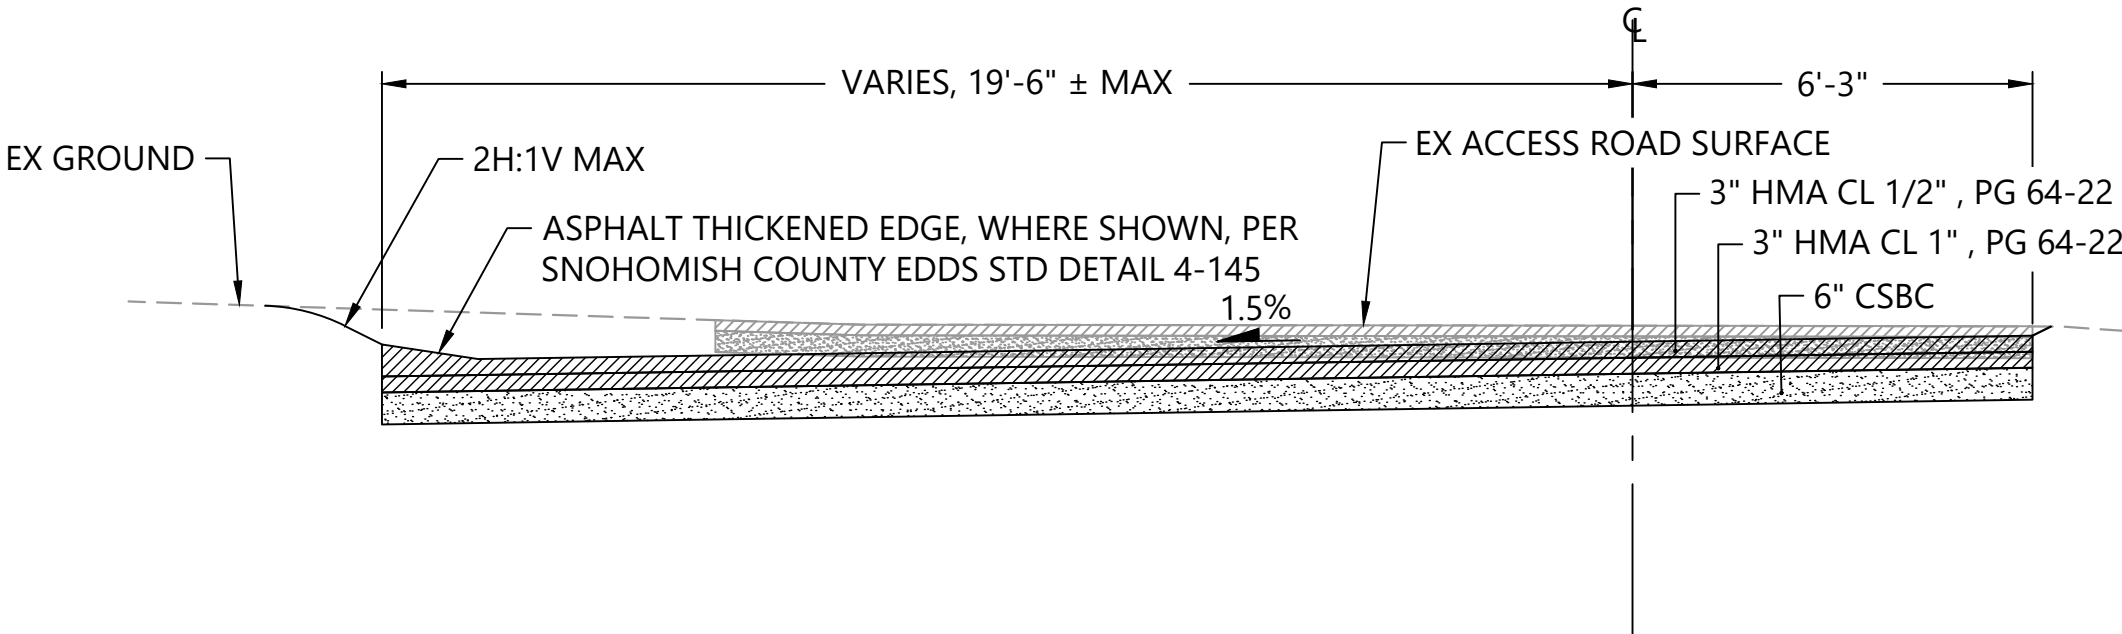 ℄
VARIES, 19'-6" ± MAX
6'-3"
EX GROUND
2H:1V MAX
EX ACCESS ROAD SURFACE
3" HMA CL 1/2" , PG 64-22
ASPHALT THICKENED EDGE, WHERE SHOWN, PER
SNOHOMISH COUNTY EDDS STD DETAIL 4-145
3" HMA CL 1" , PG 64-22
1.5%
6" CSBC